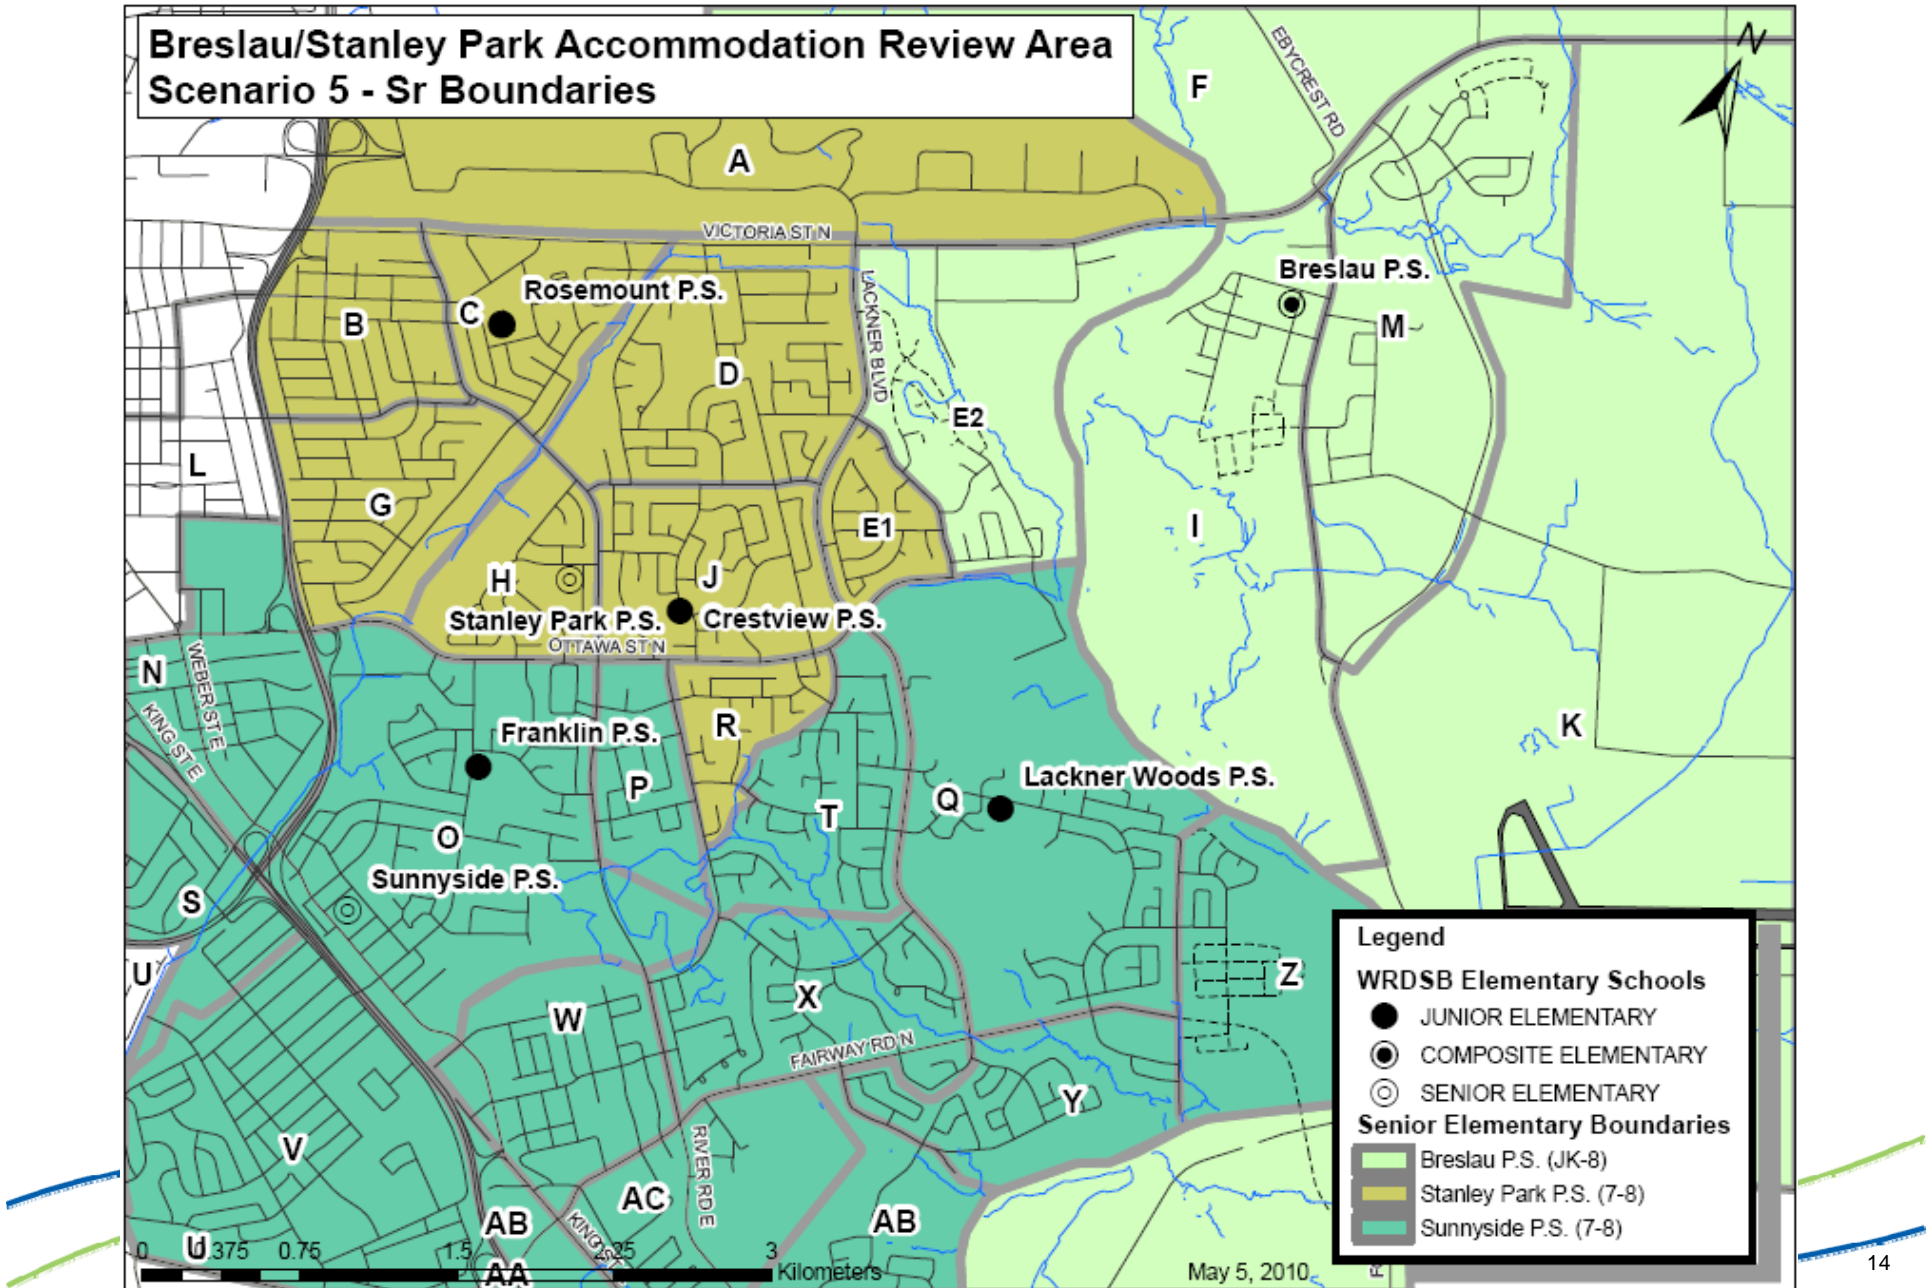 Breslau/Stanley Park Accommodation Review Area
Scenario 5 - Sr Boundaries
N
F
EBYCREST RD
A
VICTORIA ST N
Breslau P.S.
Rosemount P.S.
C
B
M
LACKNER BLVD
D
E2
L
G
E1
I
H
J
Stanley Park P.S.
Crestview P.S.
OTTAWA ST N
N
WEBER ST E
KING ST E
R
K
Franklin P.S.
P
Lackner Woods P.S.
Q
T
O
Sunnyside P.S.
S
U
X
W
Z
FAIRWAY RD N
Y
V
RIVER RD E
AC
AB
AB
KING ST
U
AA
0 0.375 0.75 1.5 2.25 3
Kilometers
May 5, 2010
Legend
WRDSB Elementary Schools
JUNIOR ELEMENTARY
COMPOSITE ELEMENTARY
SENIOR ELEMENTARY
Senior Elementary Boundaries
Breslau P.S. (JK-8)
Stanley Park P.S. (7-8)
Sunnyside P.S. (7-8)
14